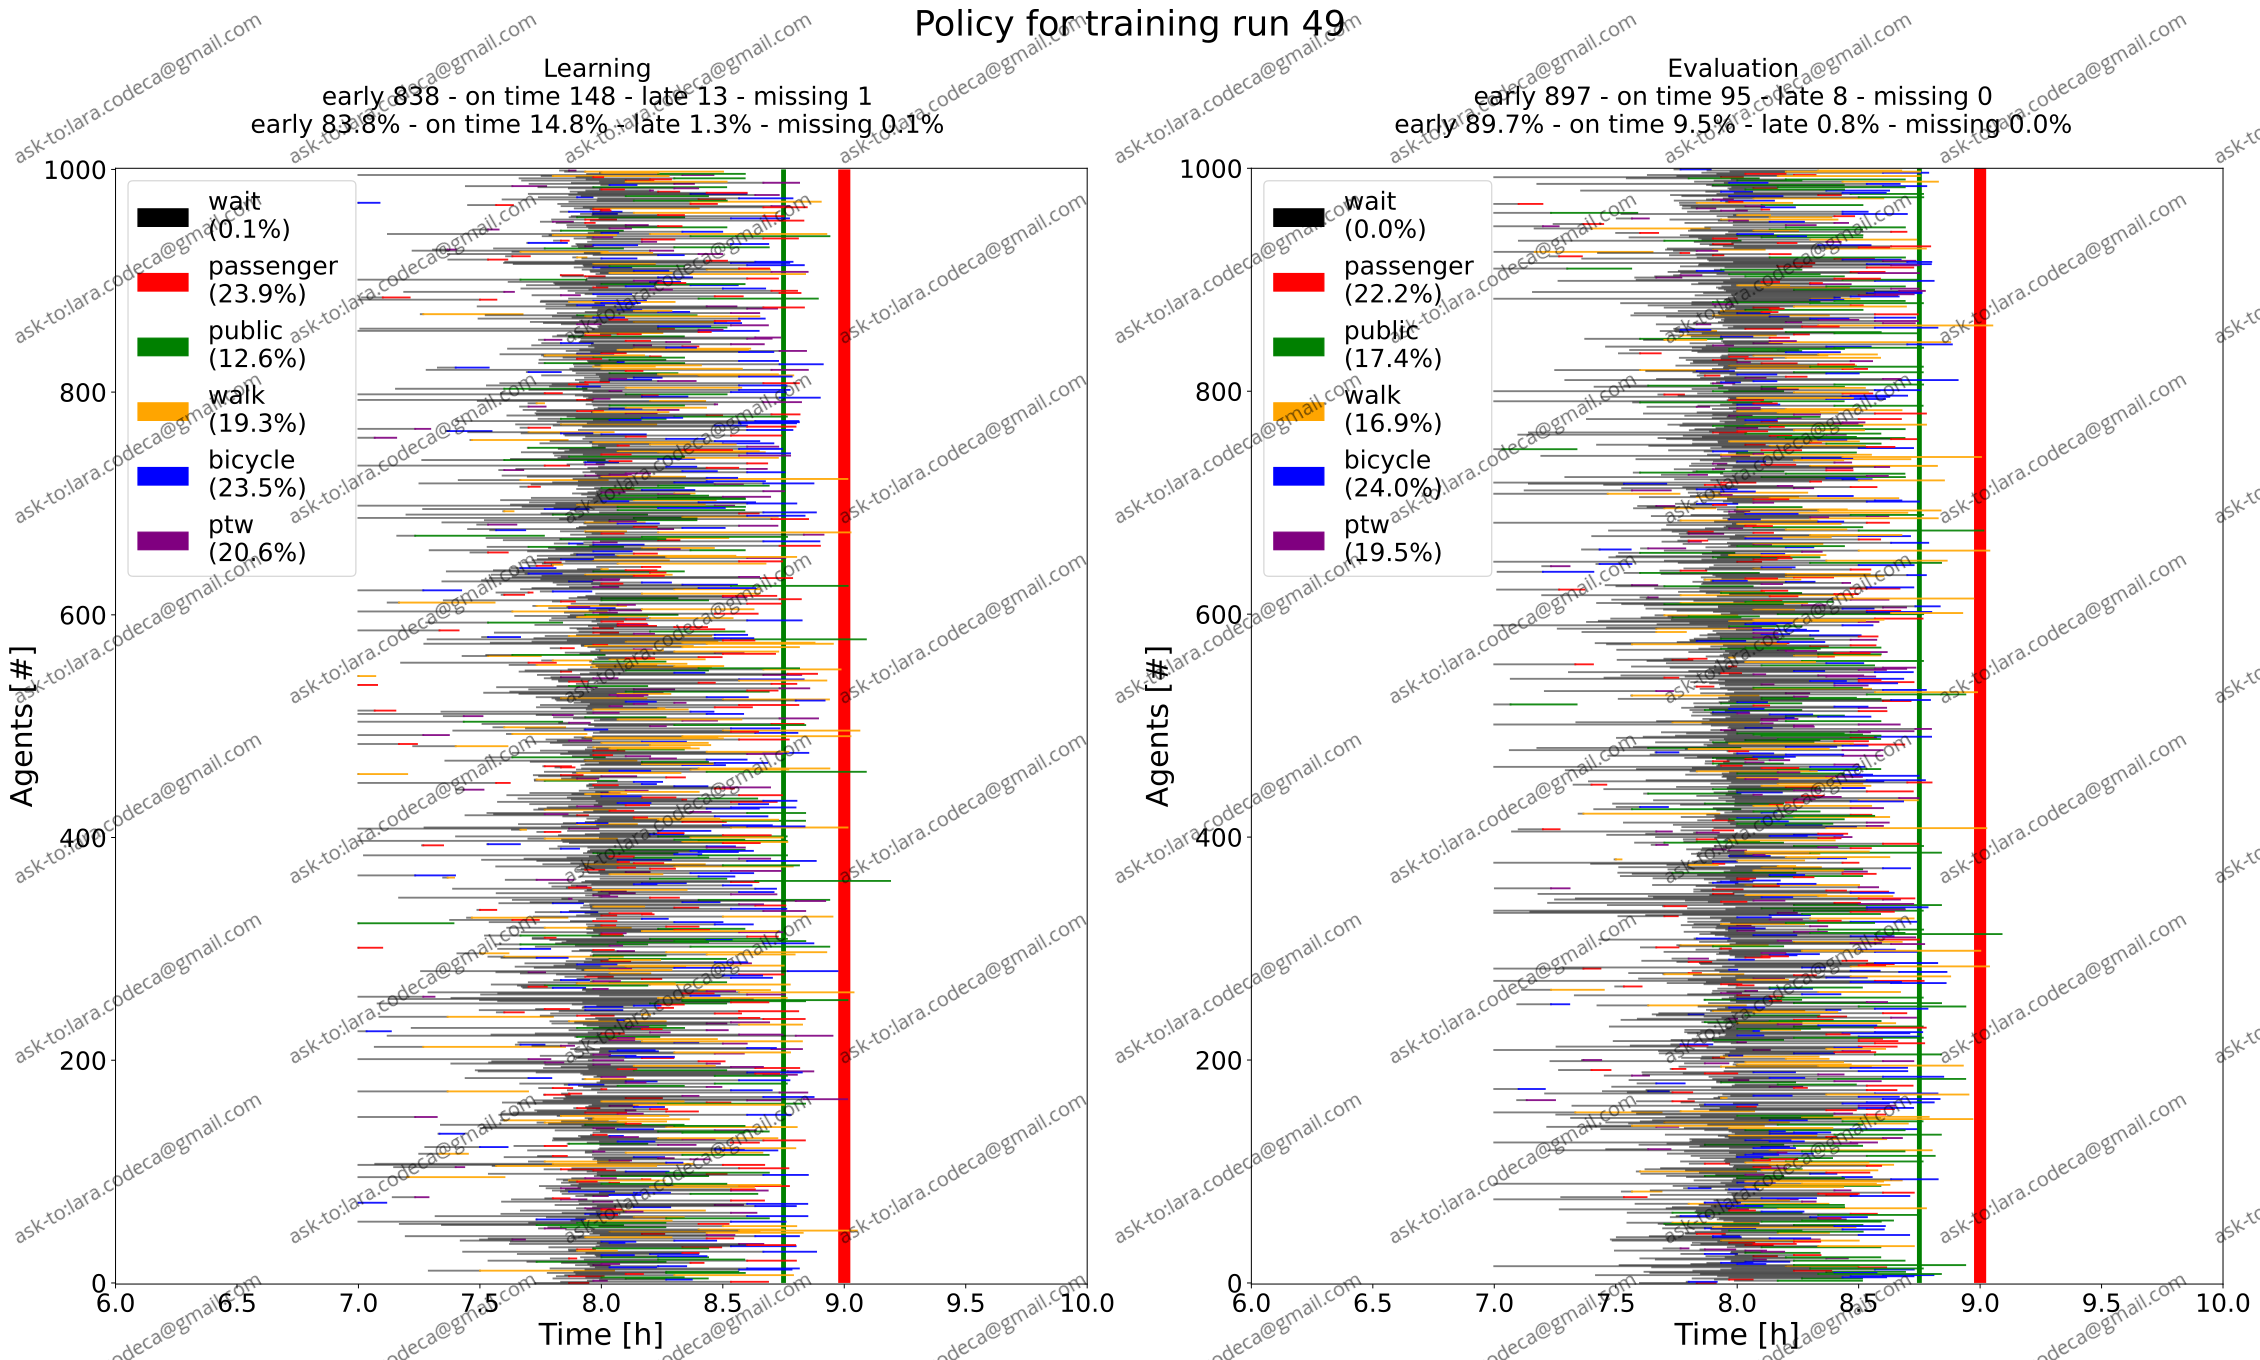 Policy for training run 49
Learning
early 838 - on time 148 - late 13 - missing 1
early 83.8% - on time 14.8% - late 1.3% - missing 0.1%
Evaluation
early 897 - on time 95 - late 8 - missing 0
early 89.7% - on time 9.5% - late 0.8% - missing 0.0%
Agents [#]
1000
800
600
400
200
0
wait
(0.1%)
passenger
(23.9%)
public
(12.6%)
walk
(19.3%)
bicycle
(23.5%)
ptw
(20.6%)
6.0 6.5 7.0 7.5 8.0 8.5 9.0 9.5 10.0
Time [h]
Agents [#]
1000
800
600
400
200
0
wait
(0.0%)
passenger
(22.2%)
public
(17.4%)
walk
(16.9%)
bicycle
(24.0%)
ptw
(19.5%)
6.0 6.5 7.0 7.5 8.0 8.5 9.0 9.5 10.0
Time [h]
ask-to:lara.codeca@gmail.com